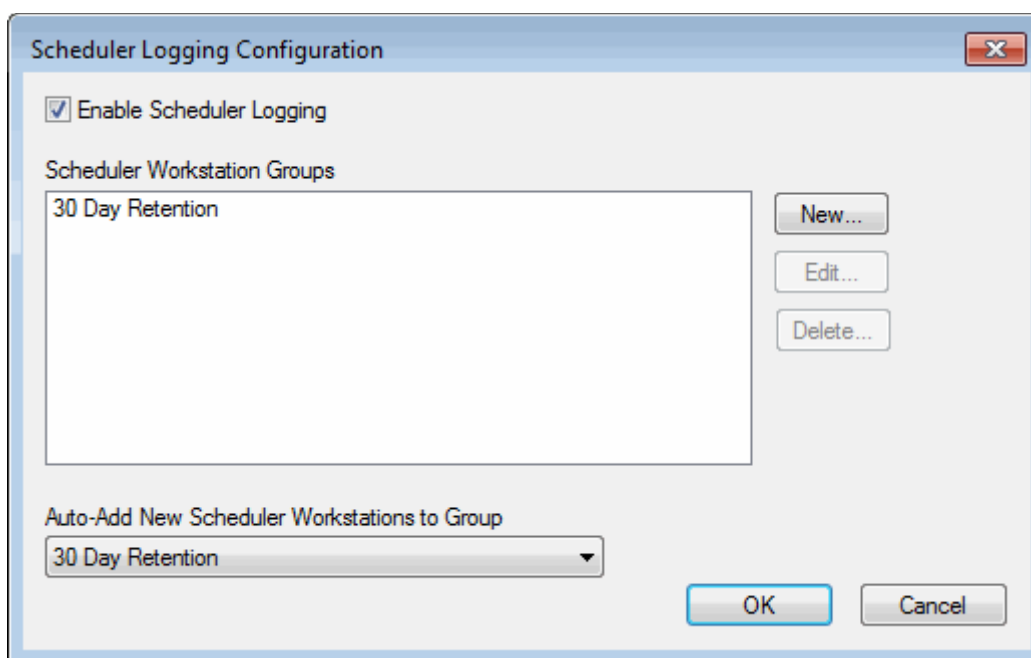 Scheduler Logging Configuration
Enable Scheduler Logging
Scheduler Workstation Groups
30 Day Retention
New...
Edit...
Delete...
Auto-Add New Scheduler Workstations to Group
30 Day Retention
OK
Cancel